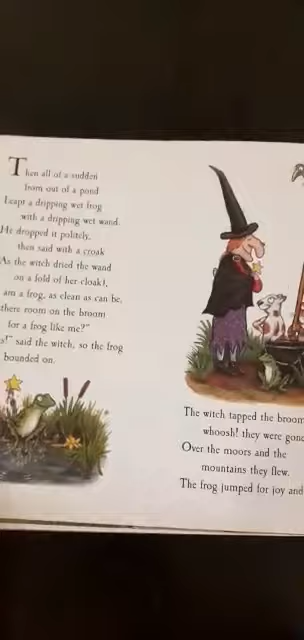 Then all of a sudden
from out of a pond
Leapt a dripping wet frog
with a dripping wet wand.
He dropped it politely,
then said with a croak
As the witch dried the wand
on a fold of her cloak,
am a frog, as clean as can be,
there room on the broom
for a frog like me?"
s!" said the witch, so the frog
bounded on.
The witch tapped the broom
whoosh! they were gone
Over the moors and the
mountains they flew.
The frog jumped for joy and